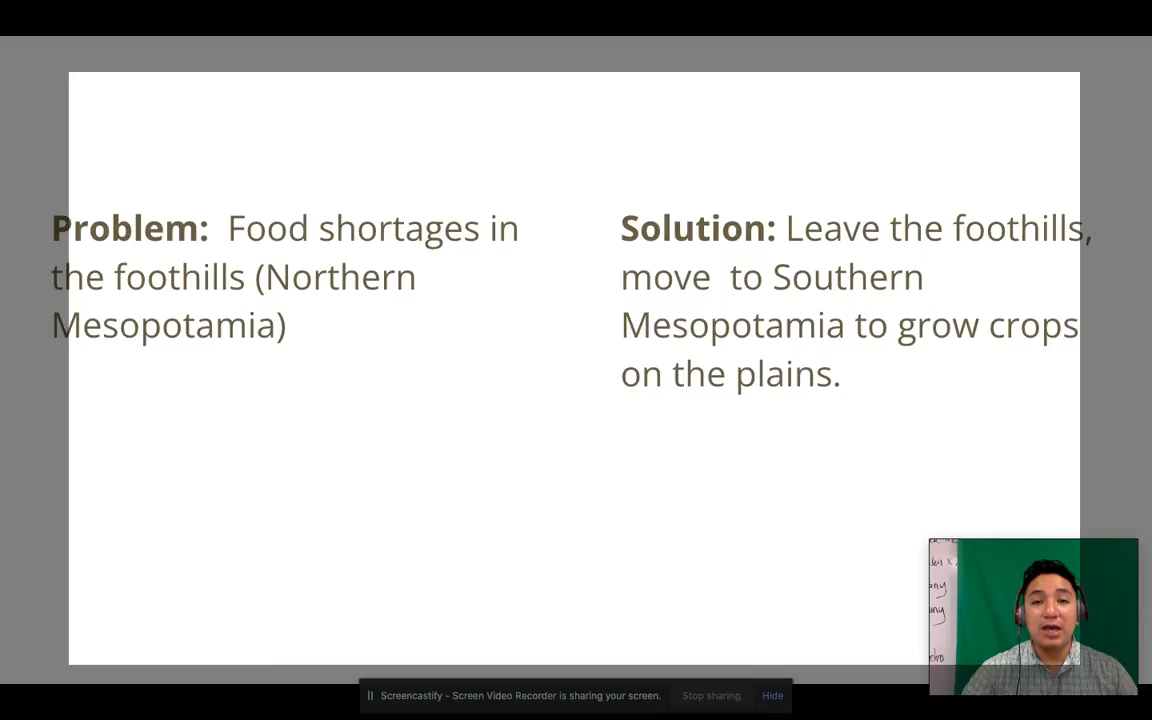 Problem: Food shortages in
the foothills (Northern
Mesopotamia)
Solution: Leave the foothills,
move to Southern
Mesopotamia to grow crops
on the plains.
Screencastify - Screen Video Recorder is sharing your screen. Stop sharing Hide